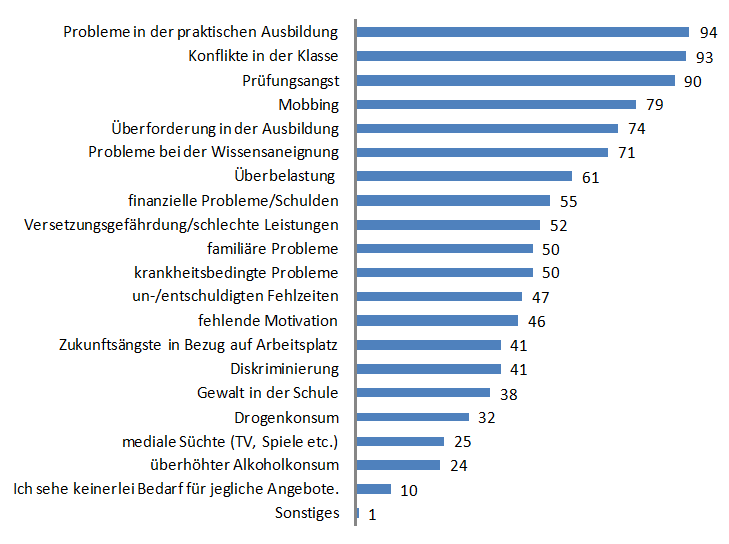 Probleme in der praktischen Ausbildung 94
Konflikte in der Klasse 93
Prüfungsangst 90
Mobbing 79
Überforderung in der Ausbildung 74
Probleme bei der Wissensaneignung 71
Überbelastung 61
finanzielle Probleme/Schulden 55
Versetzungsgefährdung/schlechte Leistungen 52
familiäre Probleme 50
krankheitsbedingte Probleme 50
un-/entschuldigten Fehlzeiten 47
fehlende Motivation 46
Zukunftsängste in Bezug auf Arbeitsplatz 41
Diskriminierung 41
Gewalt in der Schule 38
Drogenkonsum 32
mediale Süchte (TV, Spiele etc.) 25
überhöhter Alkoholkonsum 24
Ich sehe keinerlei Bedarf für jegliche Angebote. 10
Sonstiges 1